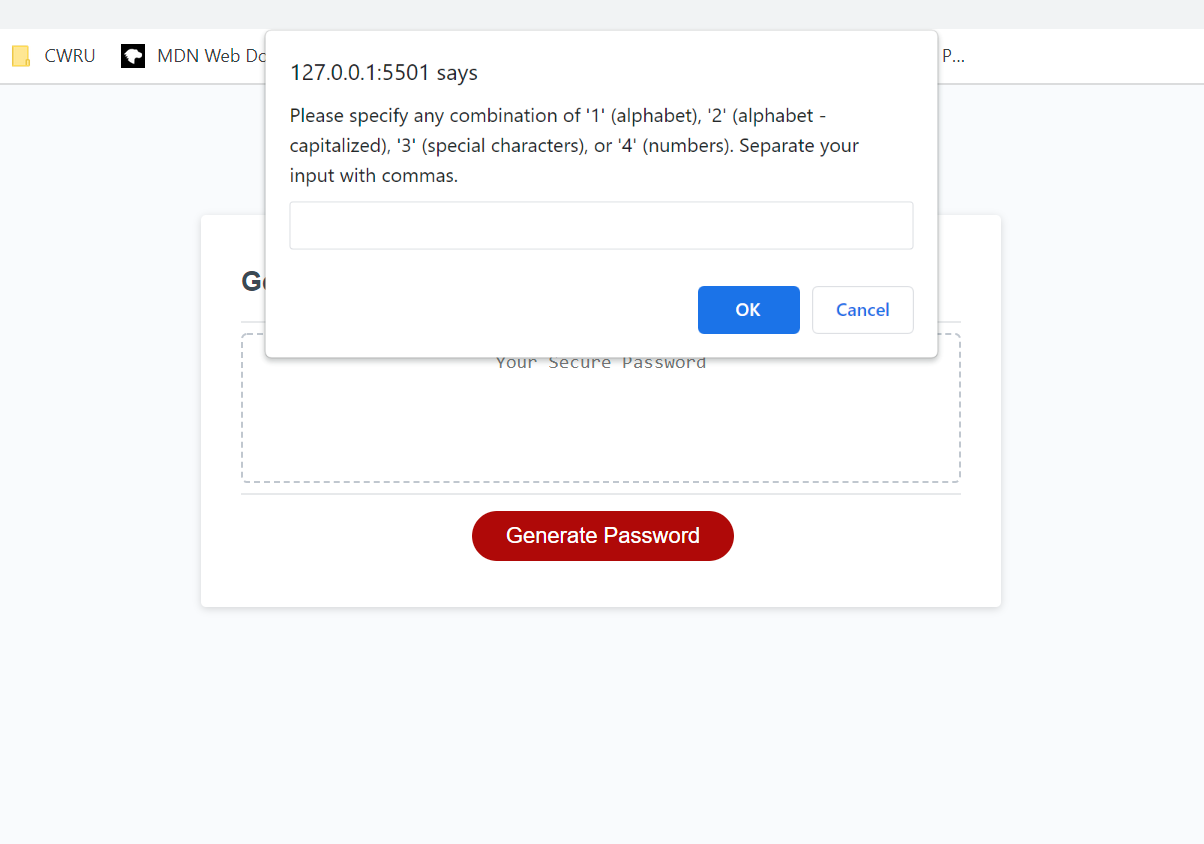 CWRU
MDN Web Do
P...
127.0.0.1:5501 says
Please specify any combination of '1' (alphabet), '2' (alphabet -
capitalized), '3' (special characters), or '4' (numbers). Separate your
input with commas.
OK
Cancel
Your Secure Password
Generate Password